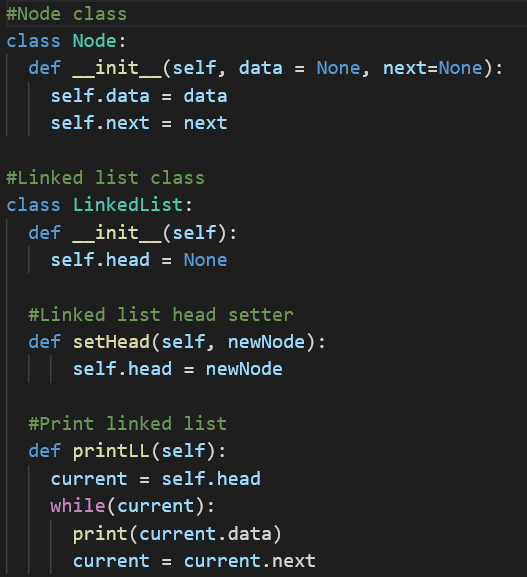 #Node class
class Node:
  def __init__(self, data = None, next=None):
    self.data = data
    self.next = next

#Linked list class
class LinkedList:
  def __init__(self):
    self.head = None

  #Linked list head setter
  def setHead(self, newNode):
      self.head = newNode

  #Print linked list
  def printLL(self):
    current = self.head
    while(current):
      print(current.data)
      current = current.next